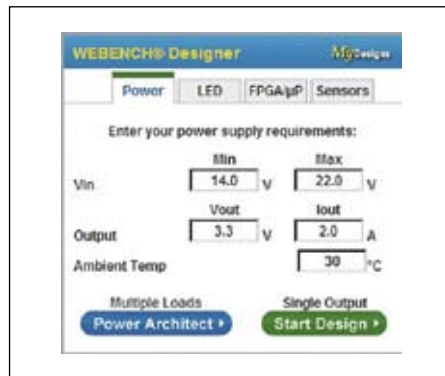 WEBENCH® Designer MyDesigns
Power LED FPGA/µP Sensors
Enter your power supply requirements:
Min Max
Vin 14.0 V 22.0 V
Vout Iout
Output 3.3 V 2.0 A
Ambient Temp 30 °C
Multiple Loads Single Output
Power Architect Start Design